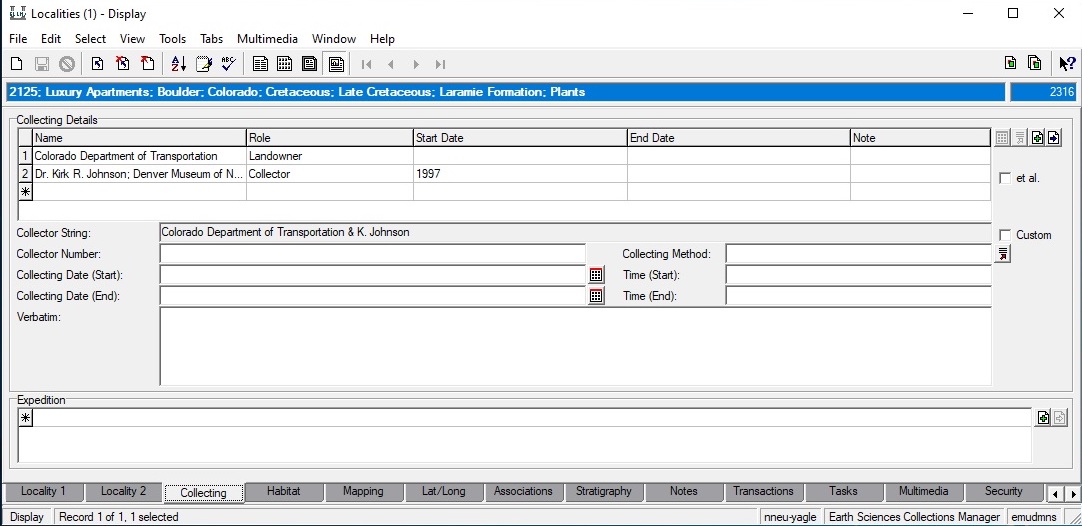 Localities (1) - Display
File Edit Select View Tools Tabs Multimedia Window Help
2125; Luxury Apartments; Boulder; Colorado; Cretaceous; Late Cretaceous; Laramie Formation; Plants 2316
Collecting Details
Name Role Start Date End Date Note
1 Colorado Department of Transportation Landowner
2 Dr. Kirk R. Johnson; Denver Museum of N... Collector 1997
et al.
Collector String: Colorado Department of Transportation & K. Johnson Custom
Collector Number: Collecting Method:
Collecting Date (Start): Time (Start):
Collecting Date (End): Time (End):
Verbatim:
Expedition
Locality 1 Locality 2 Collecting Habitat Mapping Lat/Long Associations Stratigraphy Notes Transactions Tasks Multimedia Security
Display Record 1 of 1, 1 selected nneu-yagle Earth Sciences Collections Manager emudmns